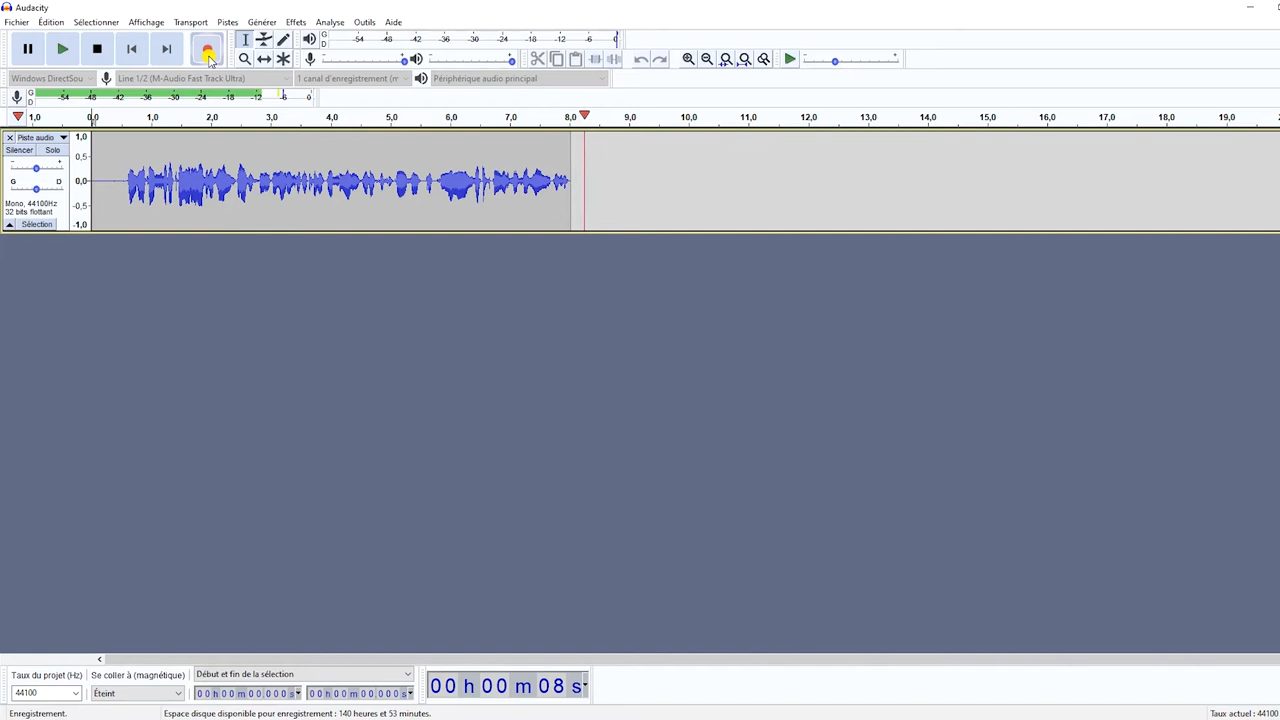 Audacity
Fichier Édition Sélectionner Affichage Transport Pistes Générer Effets Analyse Outils Aide
G D -54 -48 -42 -36 -30 -24 -18 -12 -6 0
Windows DirectSou Line 1/2 (M-Audio Fast Track Ultra) 1 canal d'enregistrement (m Périphérique audio principal
G D -54 -48 -42 -36 -30 -24 -18 -12 -6 0
1,0 0,0 1,0 2,0 3,0 4,0 5,0 6,0 7,0 8,0 9,0 10,0 11,0 12,0 13,0 14,0 15,0 16,0 17,0 18,0 19,0
Piste audio 1,0
Silencer Solo
- + 0,5
G D 0,0
Mono, 44100Hz
32 bits flottant -0,5
Sélection -1,0
Taux du projet (Hz) Se coller à (magnétique) Début et fin de la sélection
44100 Éteint 00 h 00 m 00,000 s 00 h 00 m 00,000 s 00 h 00 m 08 s
Enregistrement. Espace disque disponible pour enregistrement : 140 heures et 53 minutes. Taux actuel : 44100